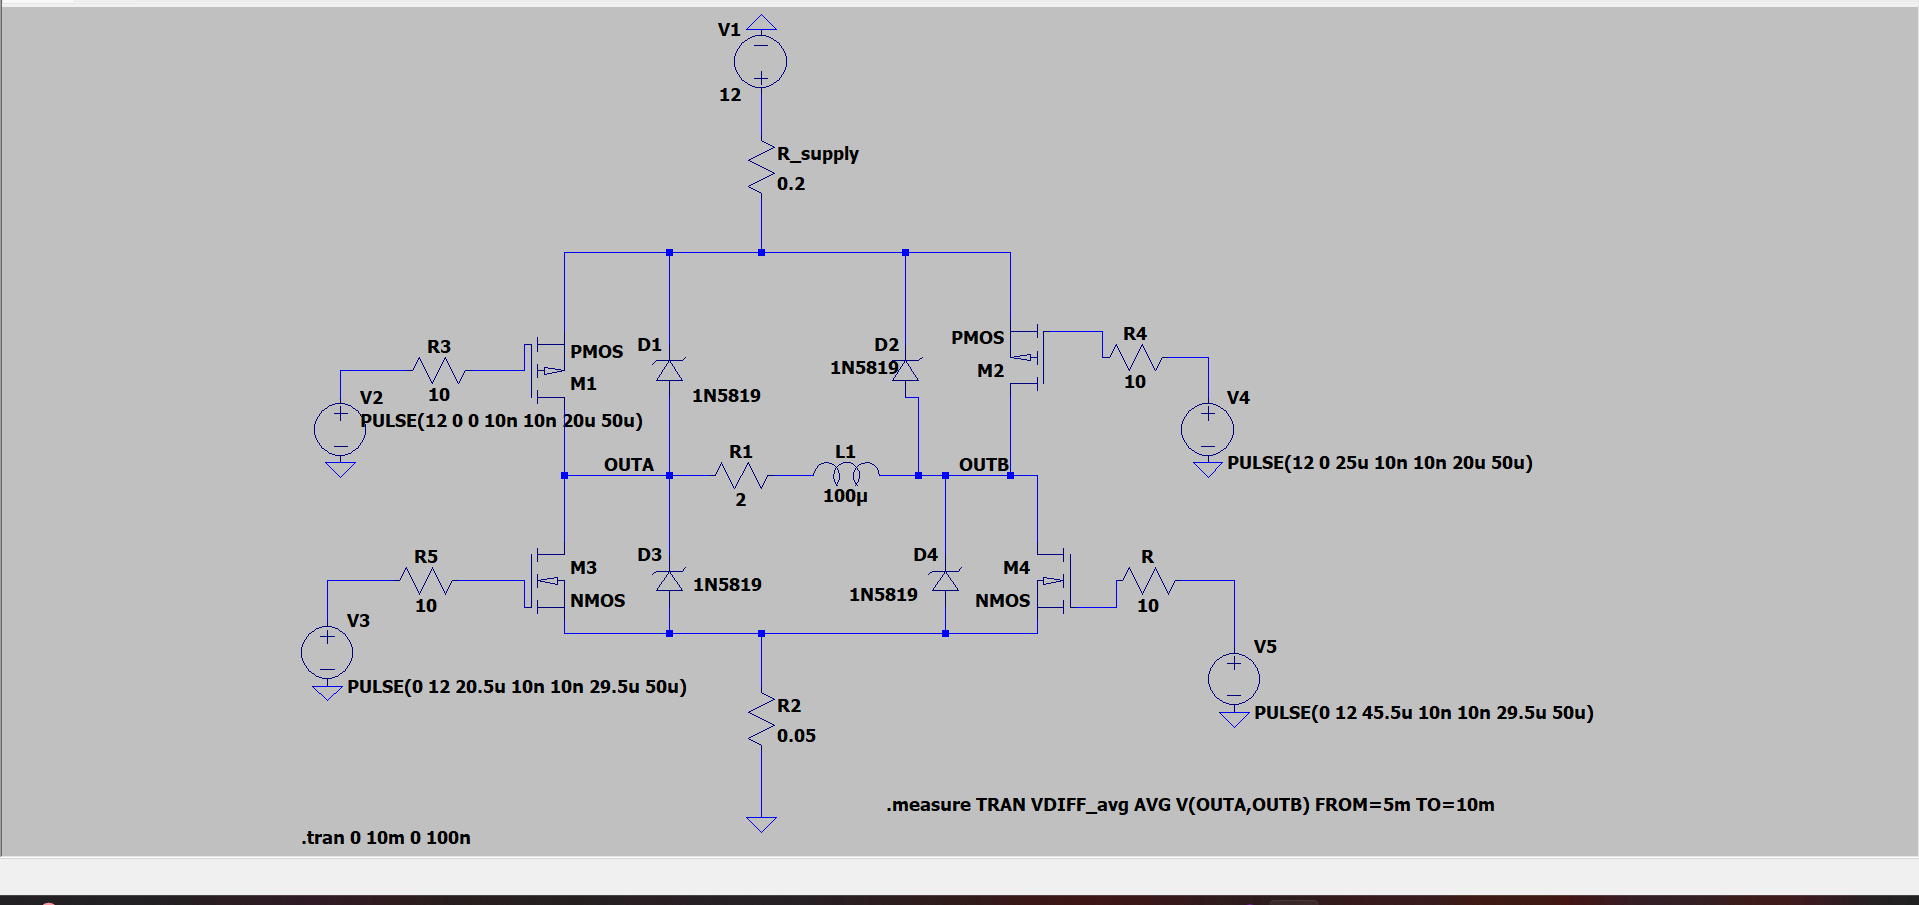 V1
12
R_supply
0.2
R3
10
PMOS
M1
D1
1N5819
D2
1N5819
PMOS
M2
R4
10
V2
PULSE(12 0 0 10n 10n 20u 50u)
V4
PULSE(12 0 25u 10n 10n 20u 50u)
OUTA
R1
2
L1
100µ
OUTB
R5
10
M3
NMOS
D3
1N5819
D4
1N5819
M4
NMOS
R
10
V3
PULSE(0 12 20.5u 10n 10n 29.5u 50u)
V5
PULSE(0 12 45.5u 10n 10n 29.5u 50u)
R2
0.05
.measure TRAN VDIFF_avg AVG V(OUTA,OUTB) FROM=5m TO=10m
.tran 0 10m 0 100n